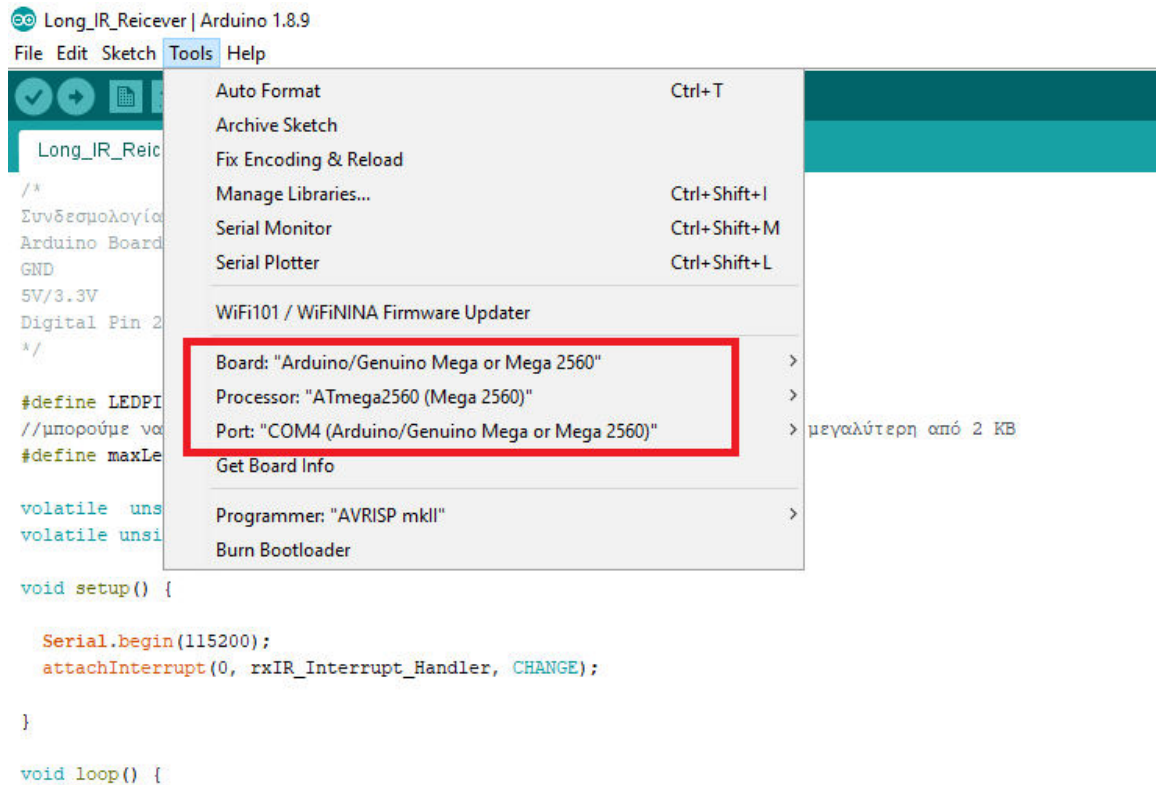 Long_IR_Reicever | Arduino 1.8.9
File Edit Sketch Tools Help
Auto Format Ctrl+T
Archive Sketch
Fix Encoding & Reload
Manage Libraries... Ctrl+Shift+I
Serial Monitor Ctrl+Shift+M
Serial Plotter Ctrl+Shift+L
WiFi101 / WiFiNINA Firmware Updater
Board: "Arduino/Genuino Mega or Mega 2560"
Processor: "ATmega2560 (Mega 2560)"
Port: "COM4 (Arduino/Genuino Mega or Mega 2560)"
Get Board Info
Programmer: "AVRISP mkII"
Burn Bootloader
Long_IR_Reic
/*
Συνδεσμολογία
Arduino Board
GND
5V/3.3V
Digital Pin 2
*/
#define LEDPI
//μπορούμε να μεγαλύτερη από 2 KB
#define maxLe
volatile uns
volatile unsi
void setup() {
Serial.begin(115200);
attachInterrupt(0, rxIR_Interrupt_Handler, CHANGE);
}
void loop() {